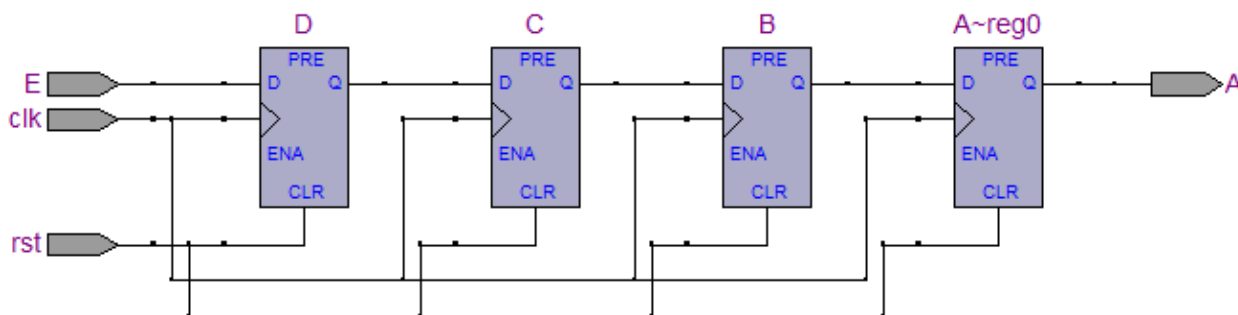 D C B A~reg0
PRE PRE PRE PRE
E D Q D Q D Q D Q A
clk
ENA ENA ENA ENA
CLR CLR CLR CLR
rst